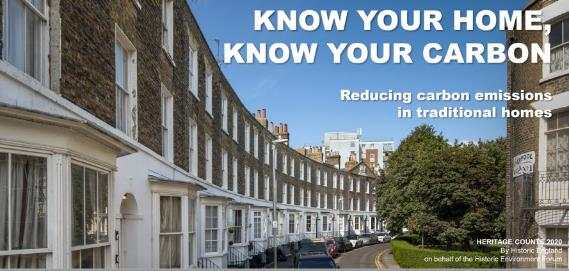 KNOW YOUR HOME,
KNOW YOUR CARBON
Reducing carbon emissions
in traditional homes
HERITAGE COUNTS 2020
By Historic England
on behalf of the Historic Environment Forum